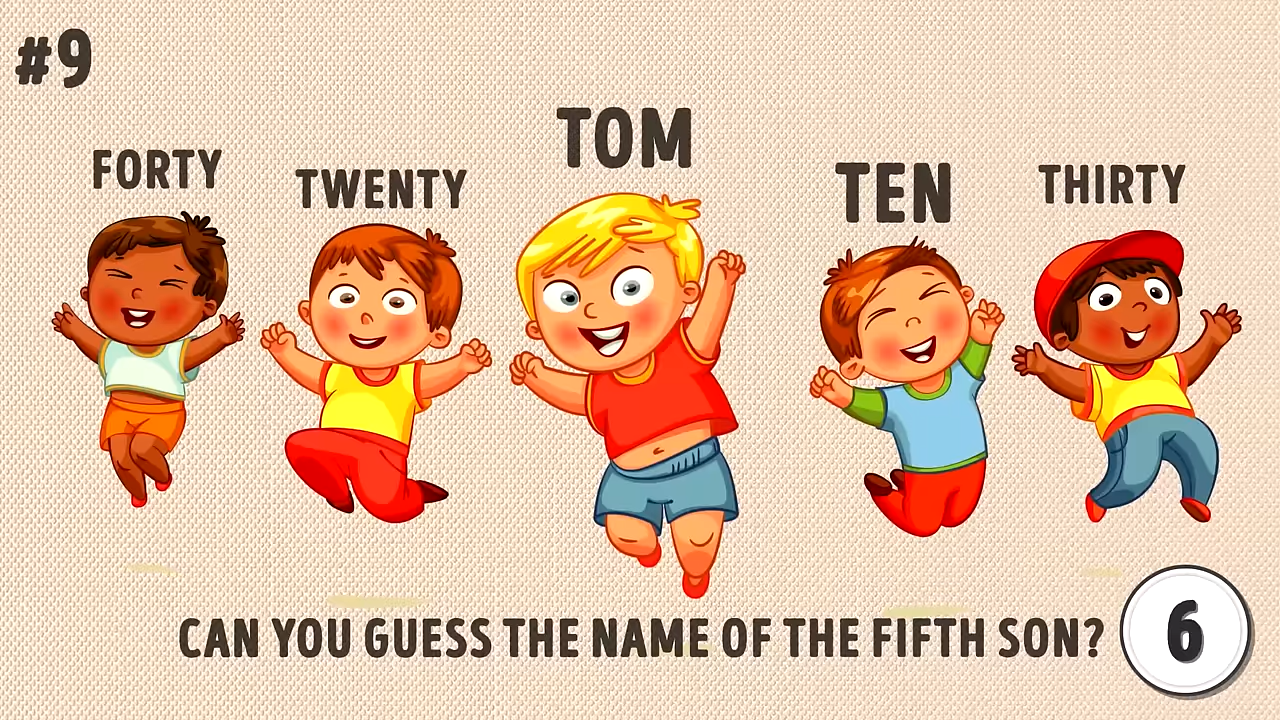 #9
FORTY
TWENTY
TOM
TEN
THIRTY
CAN YOU GUESS THE NAME OF THE FIFTH SON?
6